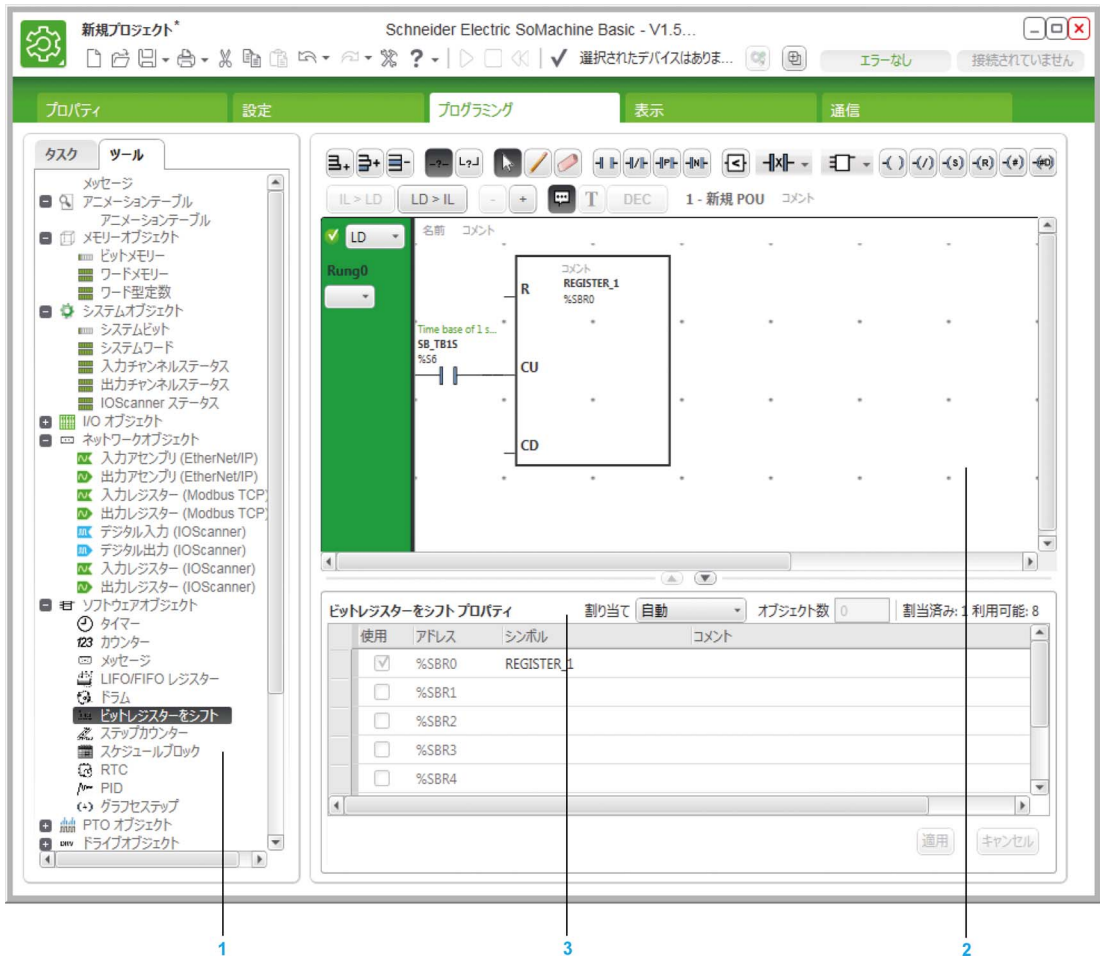 新規プロジェクト*
Schneider Electric SoMachine Basic - V1.5...
選択されたデバイスはありま...
エラーなし
接続されていません
プロパティ
設定
プログラミング
表示
通信
タスク
ツール
メッセージ
アニメーションテーブル
アニメーションテーブル
メモリーオブジェクト
ビットメモリー
ワードメモリー
ワード型定数
システムオブジェクト
システムビット
システムワード
入力チャンネルステータス
出力チャンネルステータス
IOScanner ステータス
I/O オブジェクト
ネットワークオブジェクト
入力アセンブリ (EtherNet/IP)
出力アセンブリ (EtherNet/IP)
入力レジスター (Modbus TCP)
出力レジスター (Modbus TCP)
デジタル入力 (IOScanner)
デジタル出力 (IOScanner)
入力レジスター (IOScanner)
出力レジスター (IOScanner)
ソフトウェアオブジェクト
タイマー
123 カウンター
メッセージ
LIFO/FIFO レジスター
ドラム
ビットレジスターをシフト
ステップカウンター
スケジュールブロック
RTC
PID
グラフセステップ
PTO オブジェクト
DRV ドライブオブジェクト
IL > LD
LD > IL
-
+
T
DEC
1 - 新規 POU
コメント
LD
名前 コメント
Rung0
コメント
REGISTER_1
%SBR0
R
Time base of 1 s...
SB_TB1S
%S6
CU
CD
ビットレジスターをシフト プロパティ
割り当て 自動
オブジェクト数 0
割当済み: 1 利用可能: 8
使用 アドレス シンボル コメント
%SBR0 REGISTER_1
%SBR1
%SBR2
%SBR3
%SBR4
適用
キャンセル
1
3
2